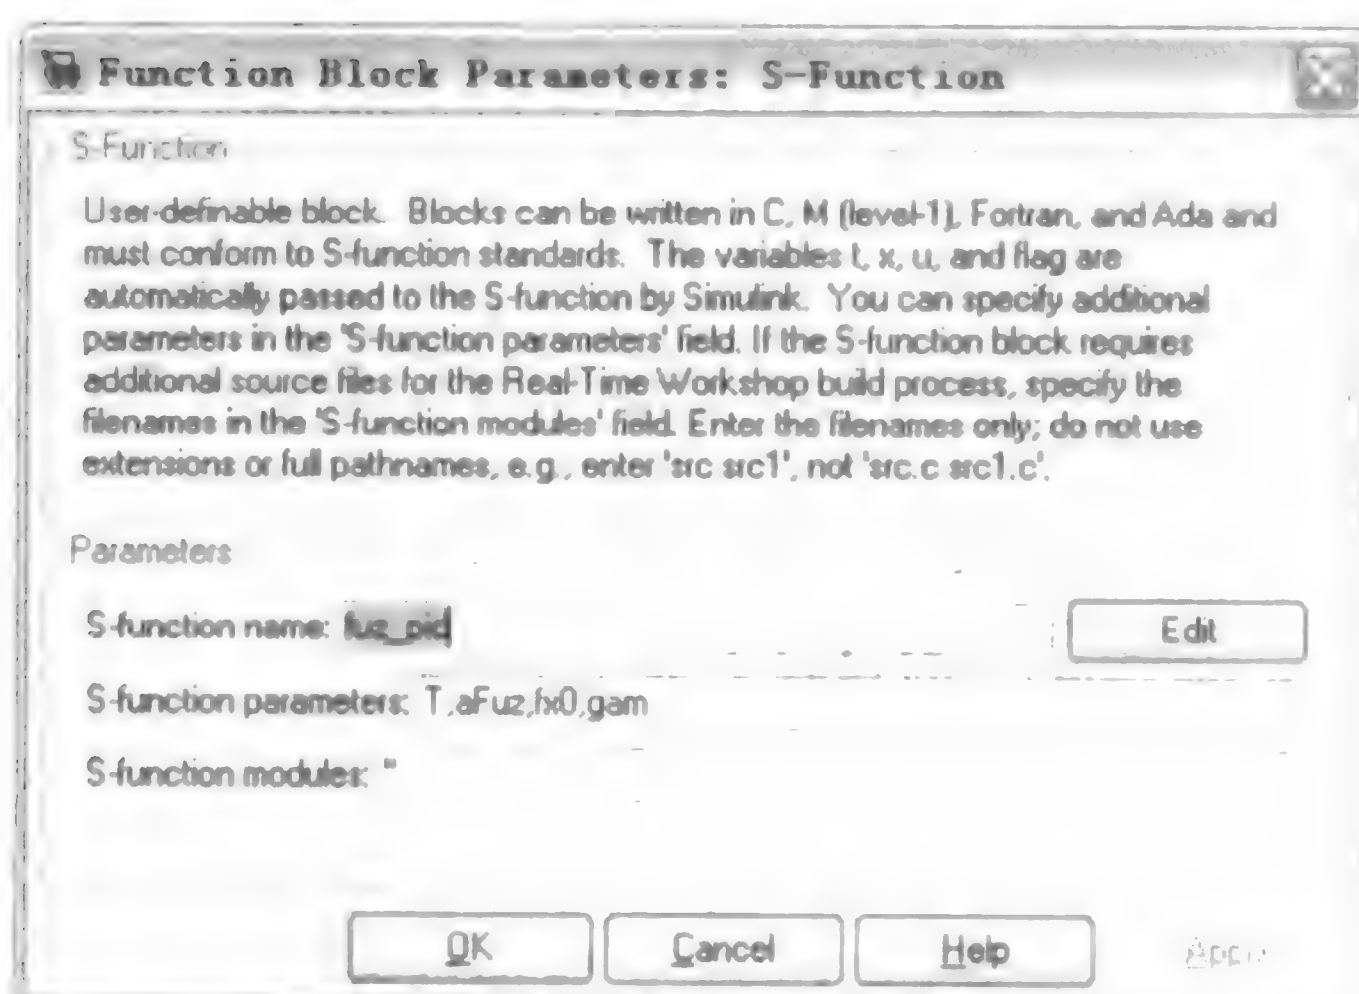 Function Block Parameters: S-Function
S-Function
User-definable block. Blocks can be written in C, M (level-1), Fortran, and Ada and
must conform to S-function standards. The variables t, x, u, and flag are
automatically passed to the S-function by Simulink. You can specify additional
parameters in the 'S-function parameters' field. If the S-function block requires
additional source files for the Real-Time Workshop build process, specify the
filenames in the 'S-function modules' field. Enter the filenames only; do not use
extensions or full pathnames, e.g., enter 'src src1', not 'src.c src1.c'.
Parameters
S-function name: fuz_pid
Edit
S-function parameters: T,aFuz,fx0,gam
S-function modules: ''
OK Cancel Help Apply